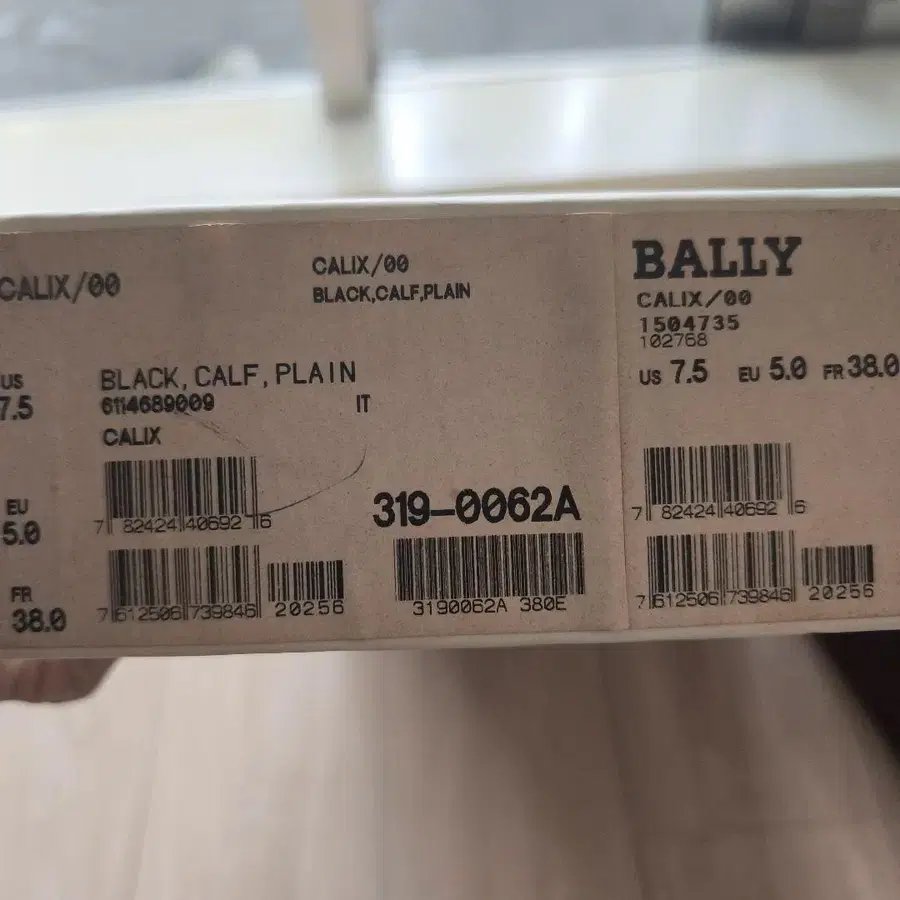 CALIX/00
US
7.5
EU
5.0
FR
38.0
CALIX/00
BLACK,CALF,PLAIN
BLACK,CALF,PLAIN
6114689009 IT
CALIX
7 82424 40692 6
7 612506 739846 20256
319-0062A
3190062A 380E
BALLY
CALIX/00
1504735
102768
US 7.5 EU 5.0 FR 38.0
7 82424 40692 6
7 612506 739846 20256